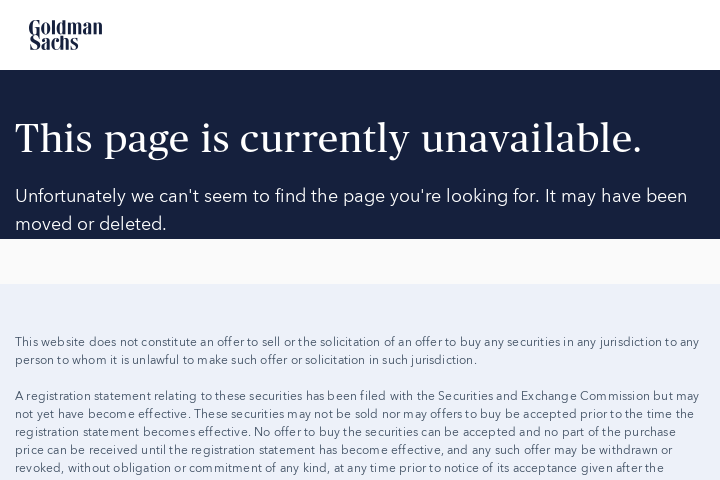 Goldman
Sachs
This page is currently unavailable.
Unfortunately we can't seem to find the page you're looking for. It may have been
moved or deleted.
This website does not constitute an offer to sell or the solicitation of an offer to buy any securities in any jurisdiction to any
person to whom it is unlawful to make such offer or solicitation in such jurisdiction.
A registration statement relating to these securities has been filed with the Securities and Exchange Commission but may
not yet have become effective. These securities may not be sold nor may offers to buy be accepted prior to the time the
registration statement becomes effective. No offer to buy the securities can be accepted and no part of the purchase
price can be received until the registration statement has become effective, and any such offer may be withdrawn or
revoked, without obligation or commitment of any kind, at any time prior to notice of its acceptance given after the